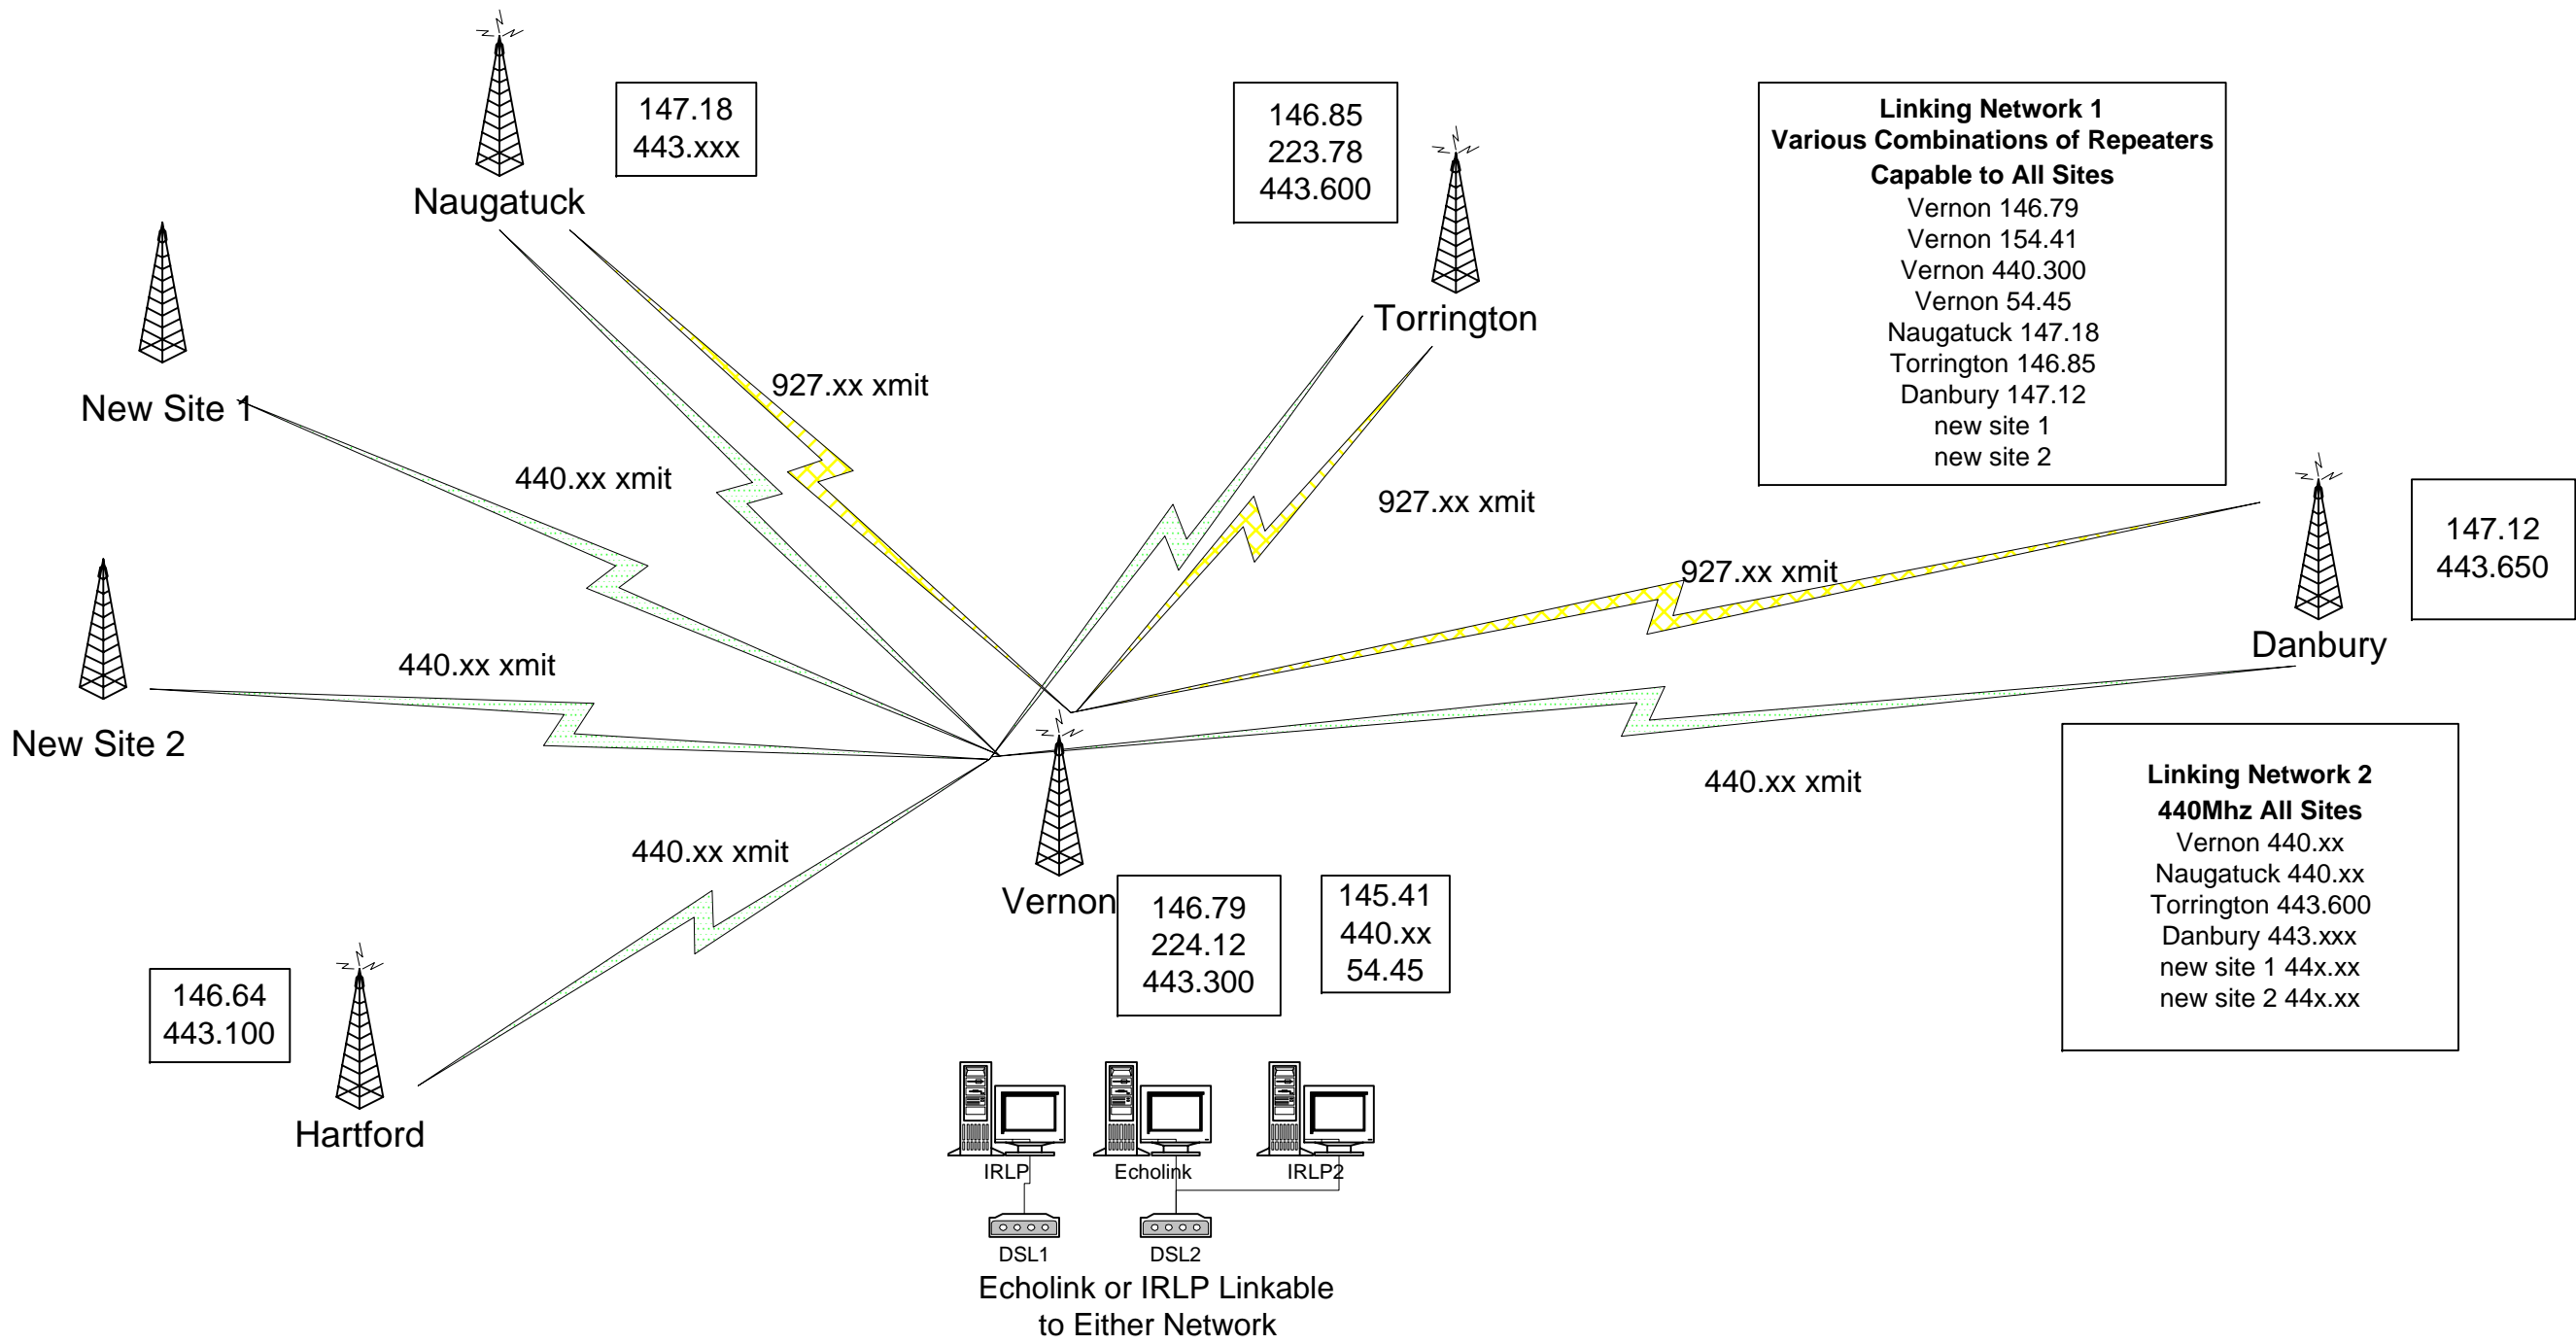 147.18
443.xxx
Naugatuck
146.85
223.78
443.600
Torrington
Linking Network 1
Various Combinations of Repeaters
Capable to All Sites
Vernon 146.79
Vernon 154.41
Vernon 440.300
Vernon 54.45
Naugatuck 147.18
Torrington 146.85
Danbury 147.12
new site 1
new site 2
New Site 1
927.xx xmit
440.xx xmit
927.xx xmit
147.12
443.650
Danbury
927.xx xmit
440.xx xmit
New Site 2
440.xx xmit
440.xx xmit
Linking Network 2
440Mhz All Sites
Vernon 440.xx
Naugatuck 440.xx
Torrington 443.600
Danbury 443.xxx
new site 1 44x.xx
new site 2 44x.xx
Vernon
146.79
224.12
443.300
145.41
440.xx
54.45
146.64
443.100
Hartford
IRLP
Echolink
IRLP2
DSL1
DSL2
Echolink or IRLP Linkable
to Either Network